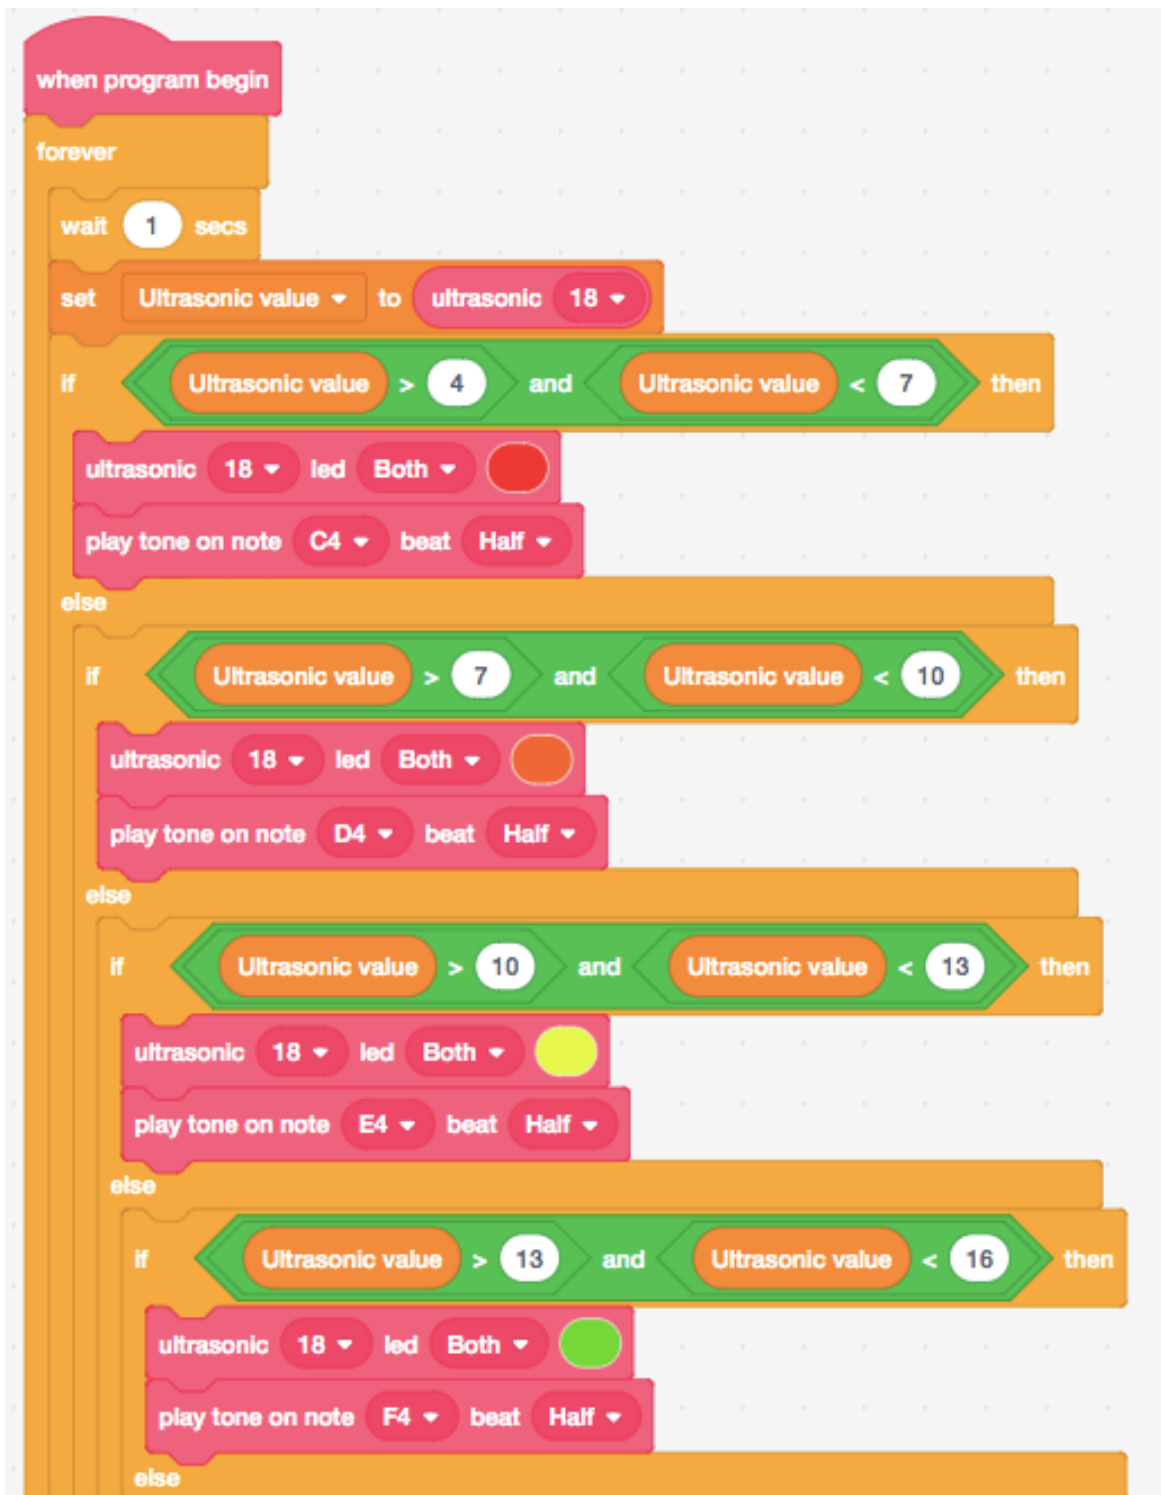 when program begin
forever
wait 1 secs
set Ultrasonic value to ultrasonic 18
if Ultrasonic value > 4 and Ultrasonic value < 7 then
ultrasonic 18 led Both
play tone on note C4 beat Half
else
if Ultrasonic value > 7 and Ultrasonic value < 10 then
ultrasonic 18 led Both
play tone on note D4 beat Half
else
if Ultrasonic value > 10 and Ultrasonic value < 13 then
ultrasonic 18 led Both
play tone on note E4 beat Half
else
if Ultrasonic value > 13 and Ultrasonic value < 16 then
ultrasonic 18 led Both
play tone on note F4 beat Half
else